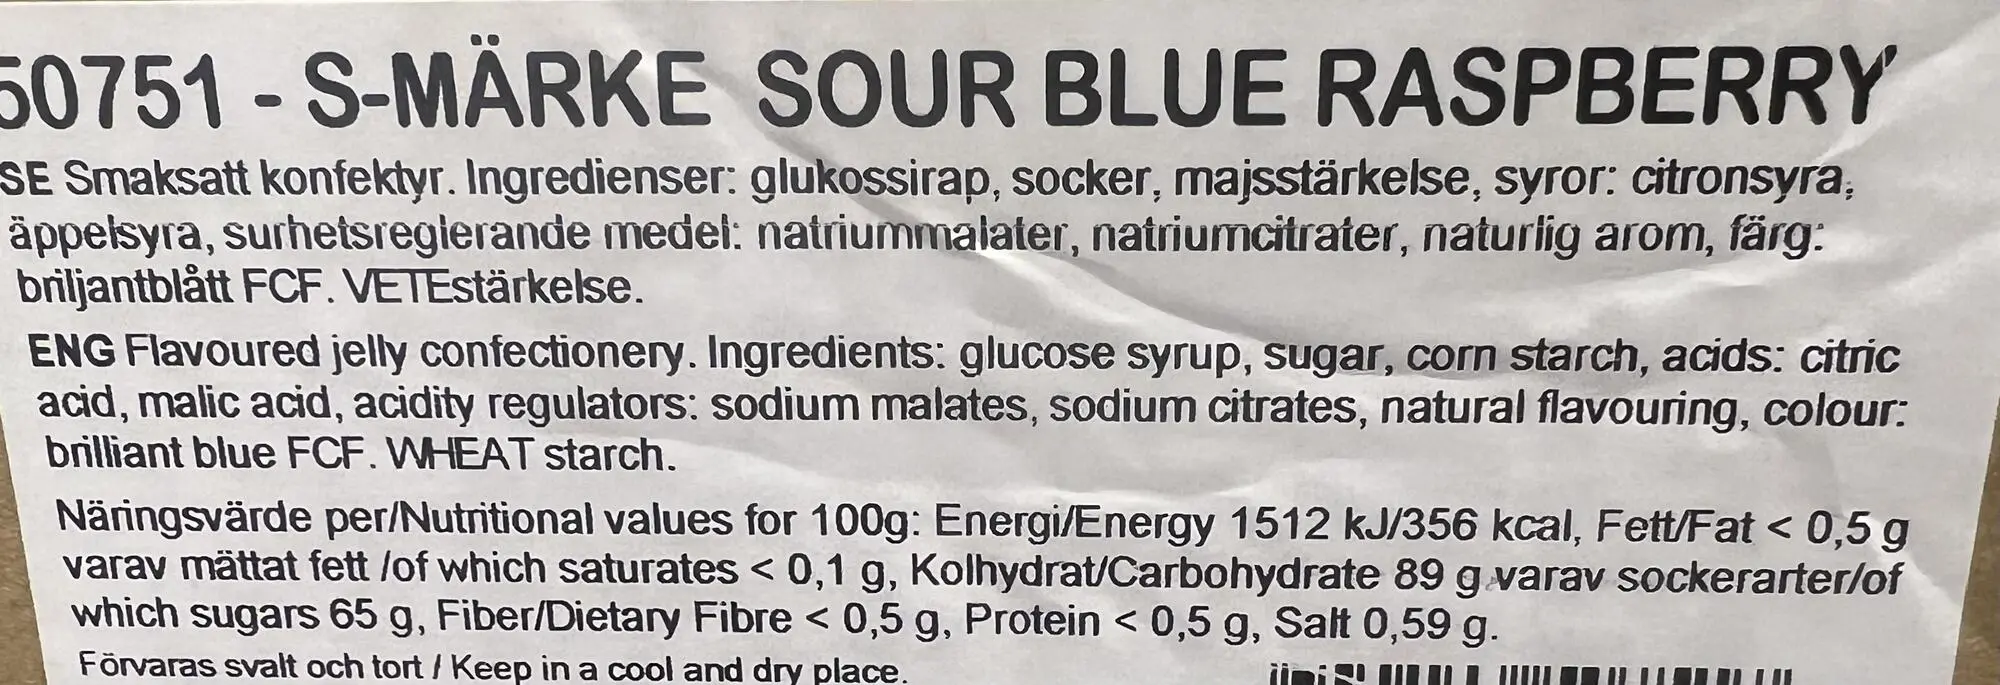 50751 - S-MÄRKE SOUR BLUE RASPBERRY
SE Smaksatt konfektyr. Ingredienser: glukossirap, socker, majsstärkelse, syror: citronsyra,
äppelsyra, surhetsreglerande medel: natriummalater, natriumcitrater, naturlig arom, färg:
briljantblått FCF. VETEstärkelse.
ENG Flavoured jelly confectionery. Ingredients: glucose syrup, sugar, corn starch, acids: citric
acid, malic acid, acidity regulators: sodium malates, sodium citrates, natural flavouring, colour:
brilliant blue FCF. WHEAT starch.
Näringsvärde per/Nutritional values for 100g: Energi/Energy 1512 kJ/356 kcal, Fett/Fat < 0,5 g
varav mättat fett /of which saturates < 0,1 g, Kolhydrat/Carbohydrate 89 g varav sockerarter/of
which sugars 65 g, Fiber/Dietary Fibre < 0,5 g, Protein < 0,5 g, Salt 0,59 g.
Förvaras svalt och tort / Keep in a cool and dry place.